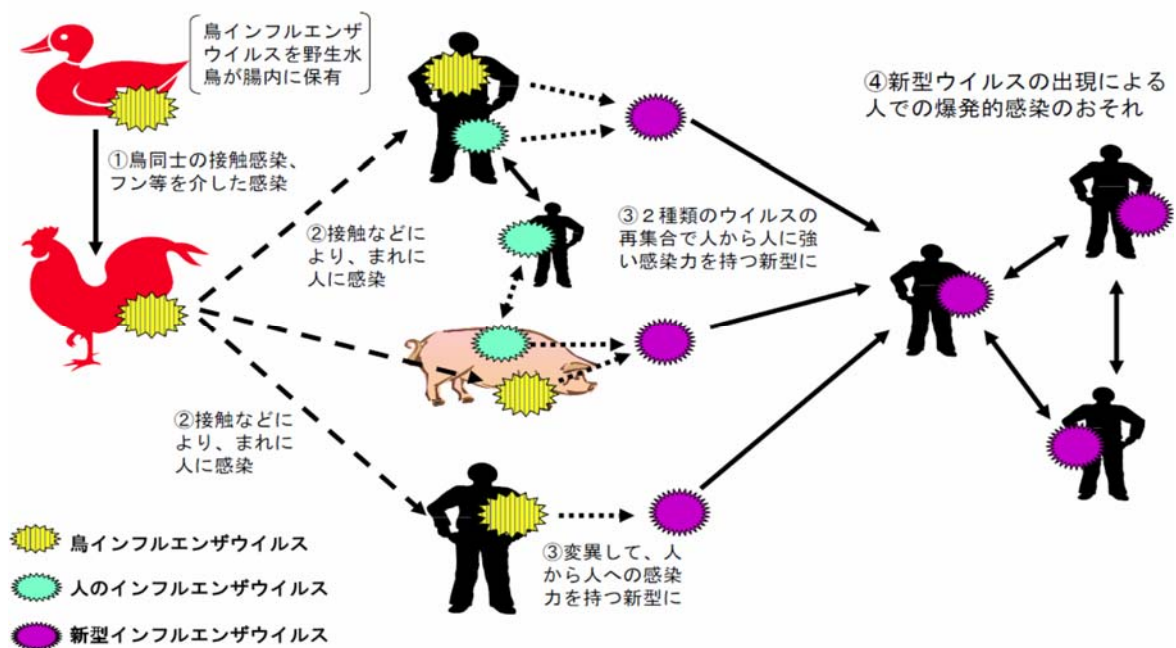 鳥インフルエンザ
ウイルスを野生水
鳥が腸内に保有
①鳥同士の接触感染、
フン等を介した感染
②接触などに
より、まれに
人に感染
③２種類のウイルスの
再集合で人から人に強
い感染力を持つ新型に
④新型ウイルスの出現による
人での爆発的感染のおそれ
②接触などに
より、まれに
人に感染
③変異して、人
から人への感染
力を持つ新型に
鳥インフルエンザウイルス
人のインフルエンザウイルス
新型インフルエンザウイルス